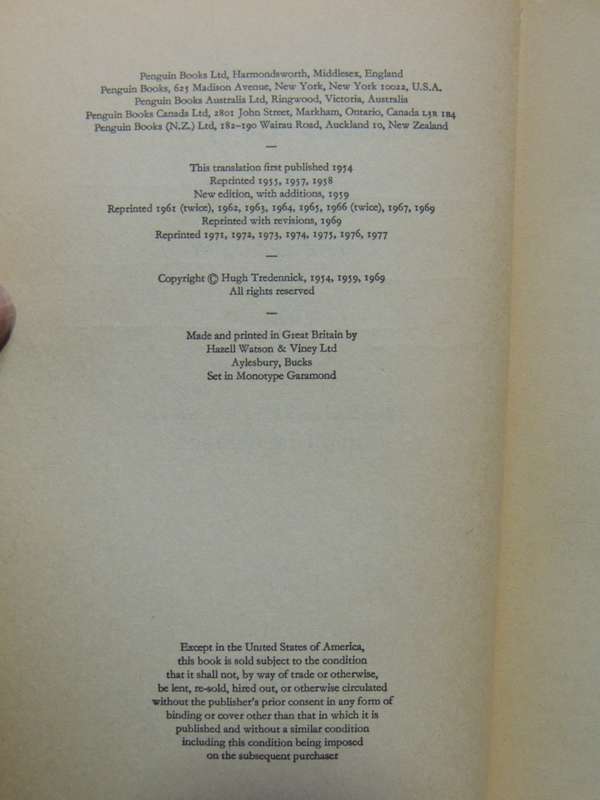 Penguin Books Ltd, Harmondsworth, Middlesex, England
Penguin Books, 625 Madison Avenue, New York, New York 10022, U.S.A.
Penguin Books Australia Ltd, Ringwood, Victoria, Australia
Penguin Books Canada Ltd, 2801 John Street, Markham, Ontario, Canada L3R 1B4
Penguin Books (N.Z.) Ltd, 182–190 Wairau Road, Auckland 10, New Zealand
—
This translation first published 1954
Reprinted 1955, 1957, 1958
New edition, with additions, 1959
Reprinted 1961 (twice), 1962, 1963, 1964, 1965, 1966 (twice), 1967, 1969
Reprinted with revisions, 1969
Reprinted 1971, 1972, 1973, 1974, 1975, 1976, 1977
—
Copyright © Hugh Tredennick, 1954, 1959, 1969
All rights reserved
—
Made and printed in Great Britain by
Hazell Watson & Viney Ltd
Aylesbury, Bucks
Set in Monotype Garamond
Except in the United States of America,
this book is sold subject to the condition
that it shall not, by way of trade or otherwise,
be lent, re-sold, hired out, or otherwise circulated
without the publisher's prior consent in any form of
binding or cover other than that in which it is
published and without a similar condition
including this condition being imposed
on the subsequent purchaser